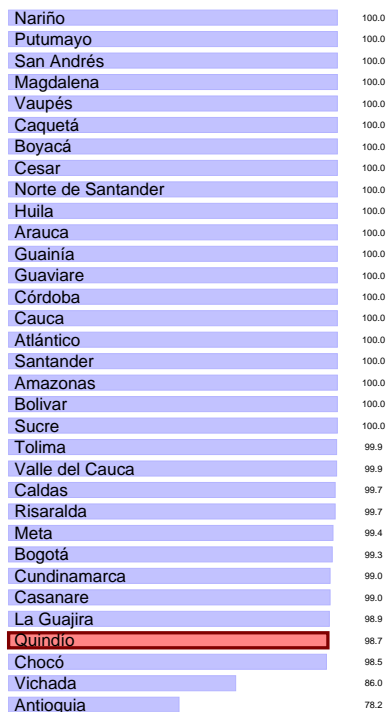 Nariño 100.0
Putumayo 100.0
San Andrés 100.0
Magdalena 100.0
Vaupés 100.0
Caquetá 100.0
Boyacá 100.0
Cesar 100.0
Norte de Santander 100.0
Huila 100.0
Arauca 100.0
Guainía 100.0
Guaviare 100.0
Córdoba 100.0
Cauca 100.0
Atlántico 100.0
Santander 100.0
Amazonas 100.0
Bolivar 100.0
Sucre 100.0
Tolima 99.9
Valle del Cauca 99.9
Caldas 99.7
Risaralda 99.7
Meta 99.4
Bogotá 99.3
Cundinamarca 99.0
Casanare 99.0
La Guajira 98.9
Quindío 98.7
Chocó 98.5
Vichada 86.0
Antioquia 78.2